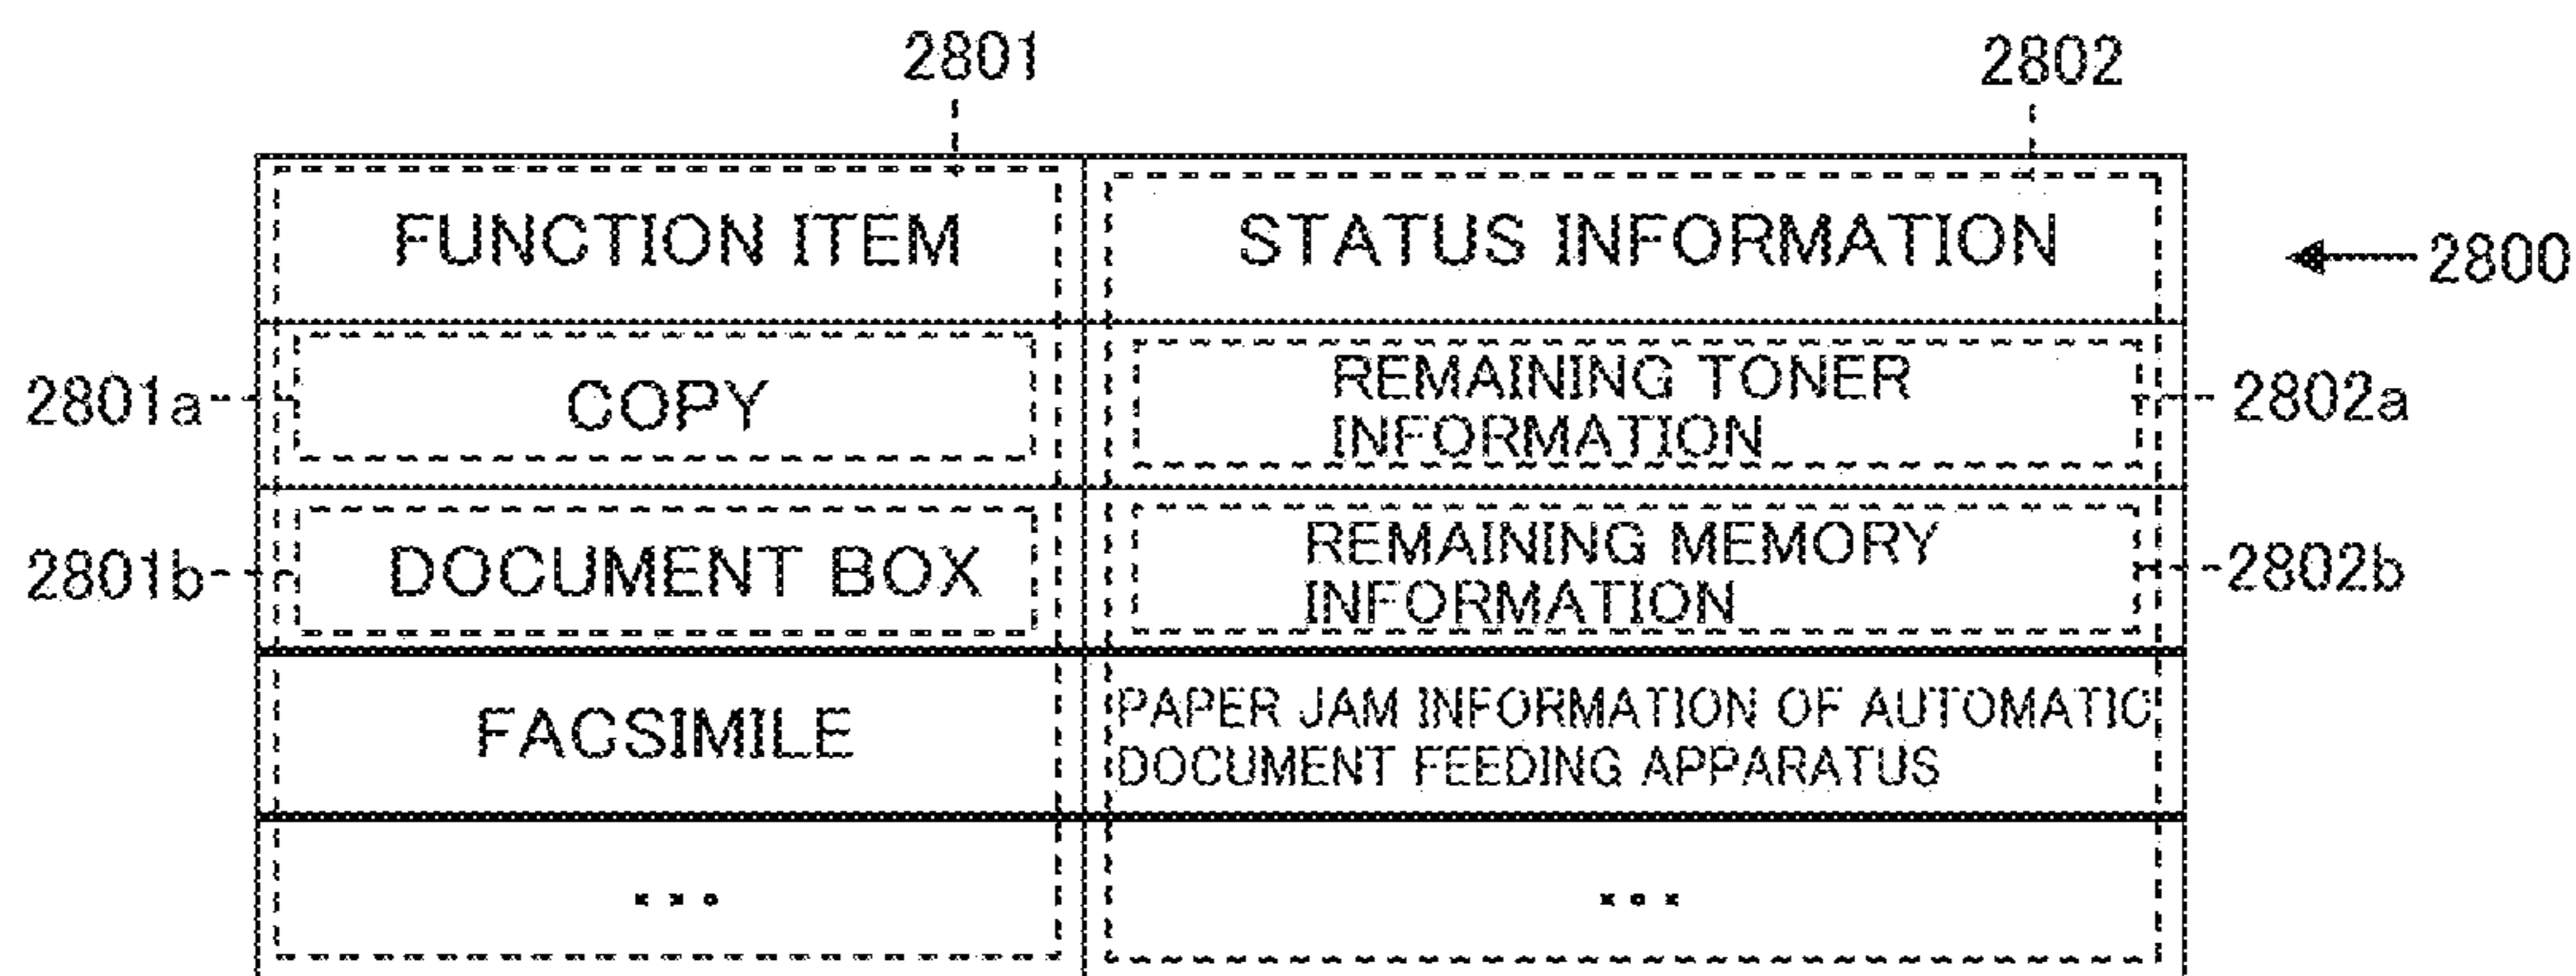 2801
2802
FUNCTION ITEM
STATUS INFORMATION
2800
2801a
COPY
REMAINING TONER
INFORMATION
2802a
2801b
DOCUMENT BOX
REMAINING MEMORY
INFORMATION
2802b
FACSIMILE
PAPER JAM INFORMATION OF AUTOMATIC
DOCUMENT FEEDING APPARATUS
...
...